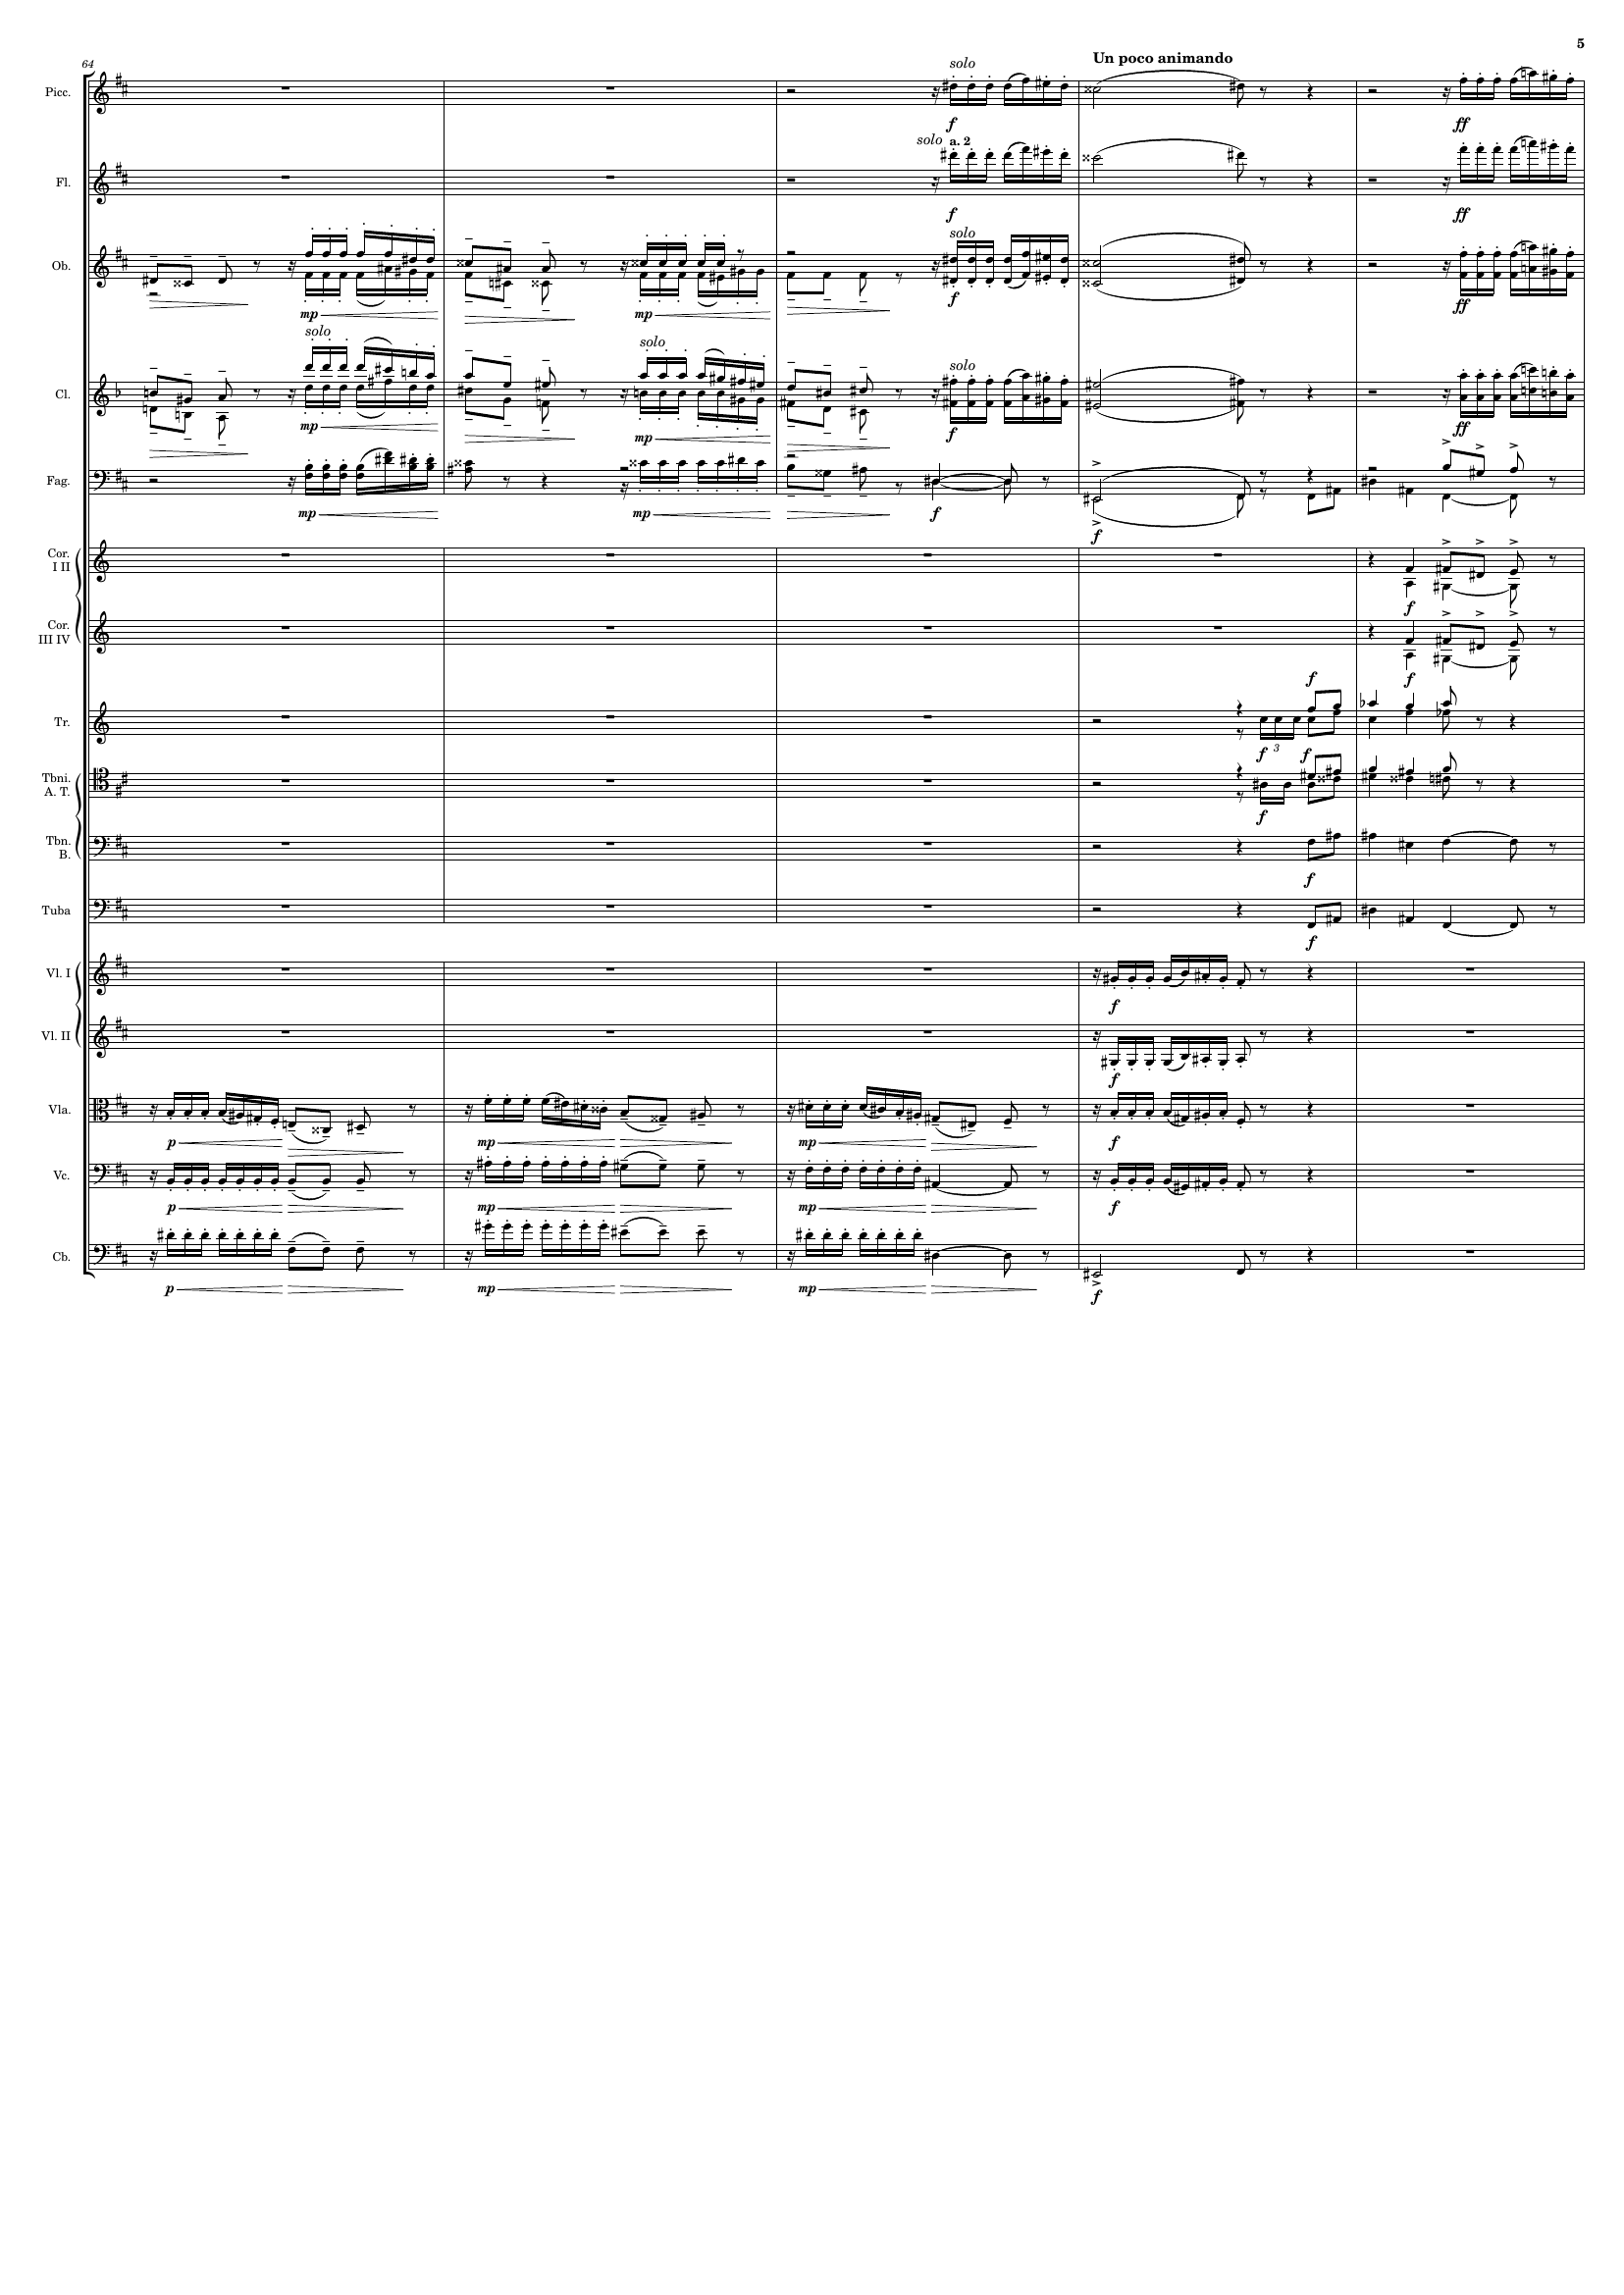 5
Un poco animando
64
Picc.
solo
f
ff
Fl.
solo a. 2
f
ff
Ob.
mp
mp
solo
f
ff
Cl.
solo
mp
solo
mp
solo
f
ff
Fag.
mp
mp
f
f
Cor.
I II
f
Cor.
III IV
f
Tr.
f
f 3 f
Tbni.
A. T.
f
Tbn.
B.
f
Tuba
f
Vl. I
f
Vl. II
f
Vla.
p mp mp f
Vc.
p mp mp f
Cb.
p mp mp f